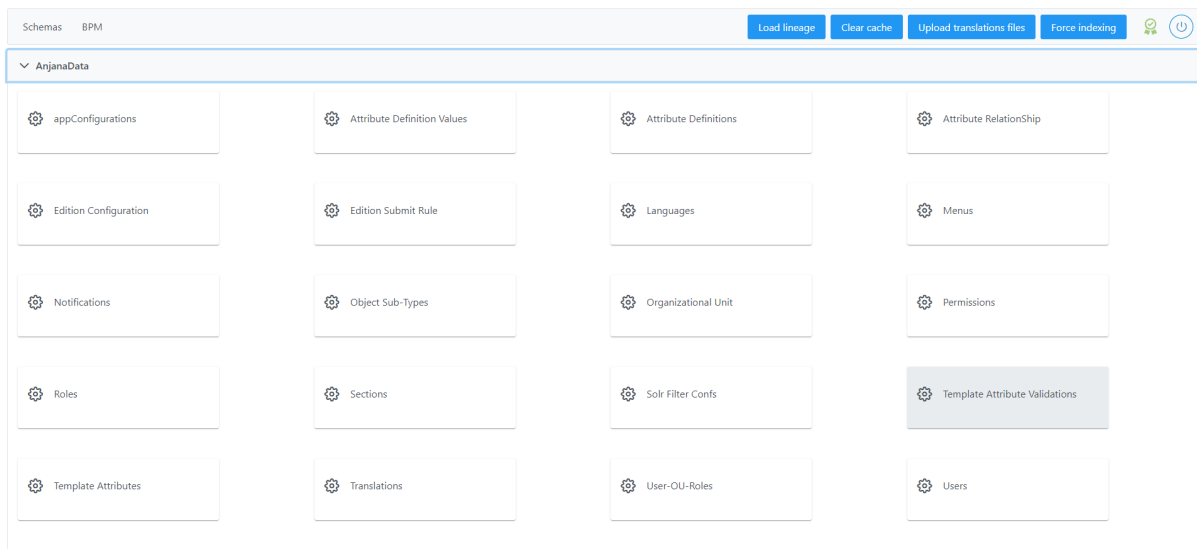 Schemas BPM Load lineage Clear cache Upload translations files Force indexing
AnjanaData
appConfigurations Attribute Definition Values Attribute Definitions Attribute RelationShip
Edition Configuration Edition Submit Rule Languages Menus
Notifications Object Sub-Types Organizational Unit Permissions
Roles Sections Solr Filter Confs Template Attribute Validations
Template Attributes Translations User-OU-Roles Users